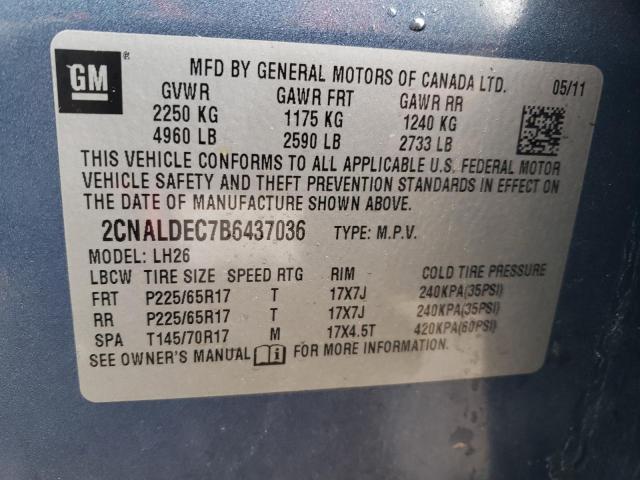 GM
MFD BY GENERAL MOTORS OF CANADA LTD. 05/11
GVWR GAWR FRT GAWR RR
2250 KG 1175 KG 1240 KG
4960 LB 2590 LB 2733 LB
THIS VEHICLE CONFORMS TO ALL APPLICABLE U.S. FEDERAL MOTOR
VEHICLE SAFETY AND THEFT PREVENTION STANDARDS IN EFFECT ON
THE DATE OF MANUFACTURE SHOWN ABOVE.
2CNALDEC7B6437036 TYPE: M.P.V.
MODEL: LH26
LBCW TIRE SIZE SPEED RTG RIM COLD TIRE PRESSURE
FRT P225/65R17 T 17X7J 240KPA(35PSI)
RR P225/65R17 T 17X7J 240KPA(35PSI)
SPA T145/70R17 M 17X4.5T 420KPA(60PSI)
SEE OWNER'S MANUAL FOR MORE INFORMATION.